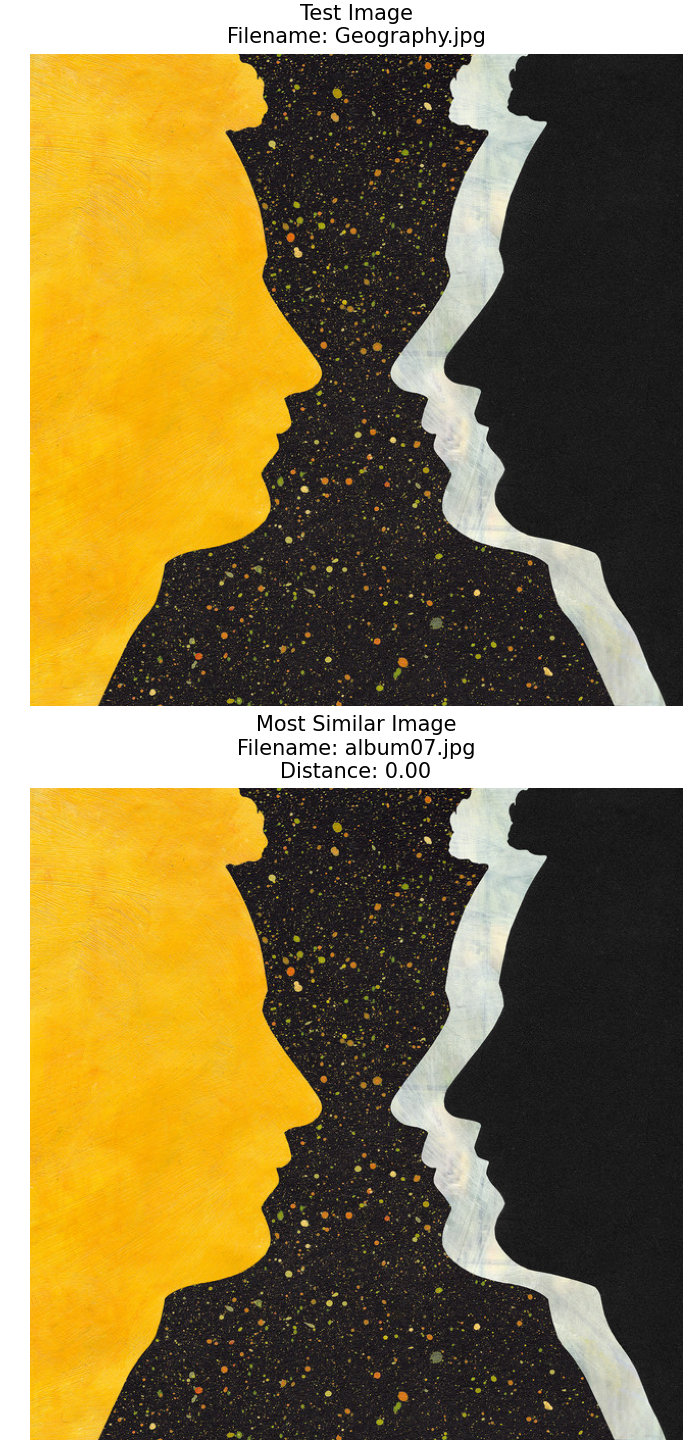 Test Image
Filename: Geography.jpg
Most Similar Image
Filename: album07.jpg
Distance: 0.00